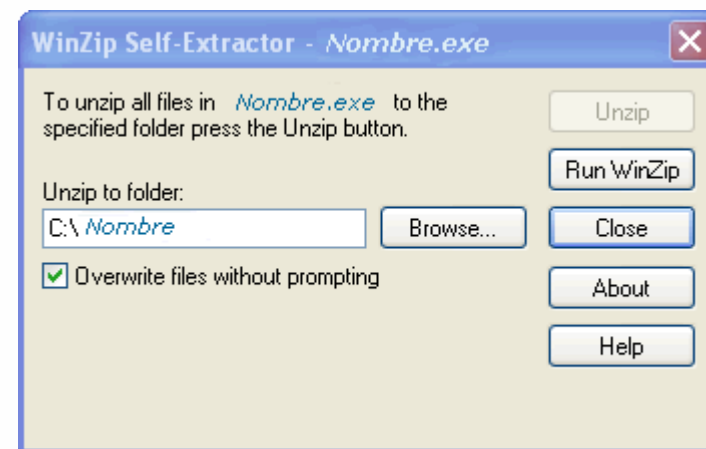 WinZip Self-Extractor - Nombre.exe
To unzip all files in Nombre.exe to the
specified folder press the Unzip button.
Unzip to folder:
C:\ Nombre
Browse...
Overwrite files without prompting
Unzip
Run WinZip
Close
About
Help